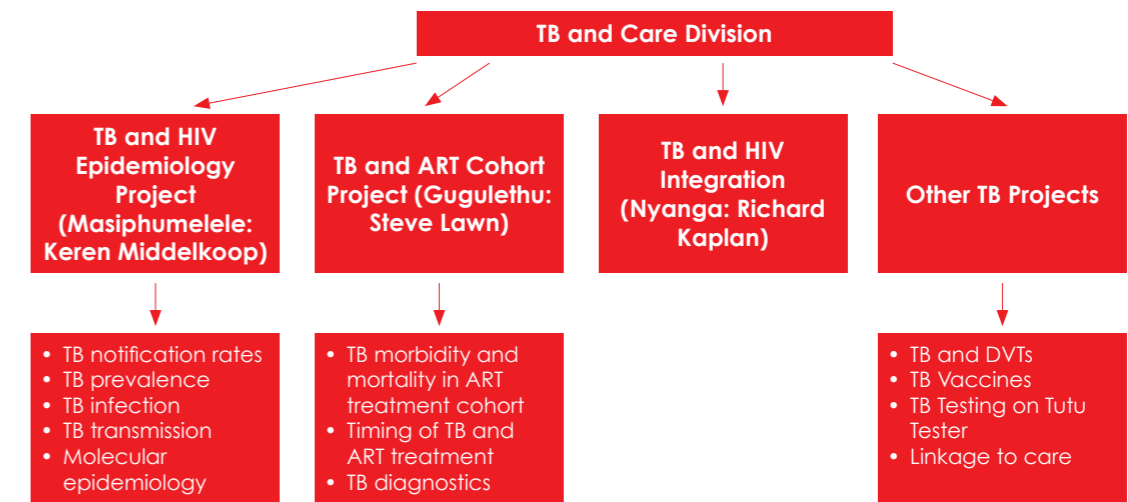 TB and Care Division
TB and HIV
Epidemiology
Project
(Masiphumelele:
Keren Middelkoop)
TB and ART Cohort
Project (Gugulethu:
Steve Lawn)
TB and HIV
Integration
(Nyanga: Richard
Kaplan)
Other TB Projects
• TB notification rates
• TB prevalence
• TB infection
• TB transmission
• Molecular
epidemiology
• TB morbidity and
mortality in ART
treatment cohort
• Timing of TB and
ART treatment
• TB diagnostics
• TB and DVTs
• TB Vaccines
• TB Testing on Tutu
Tester
• Linkage to care